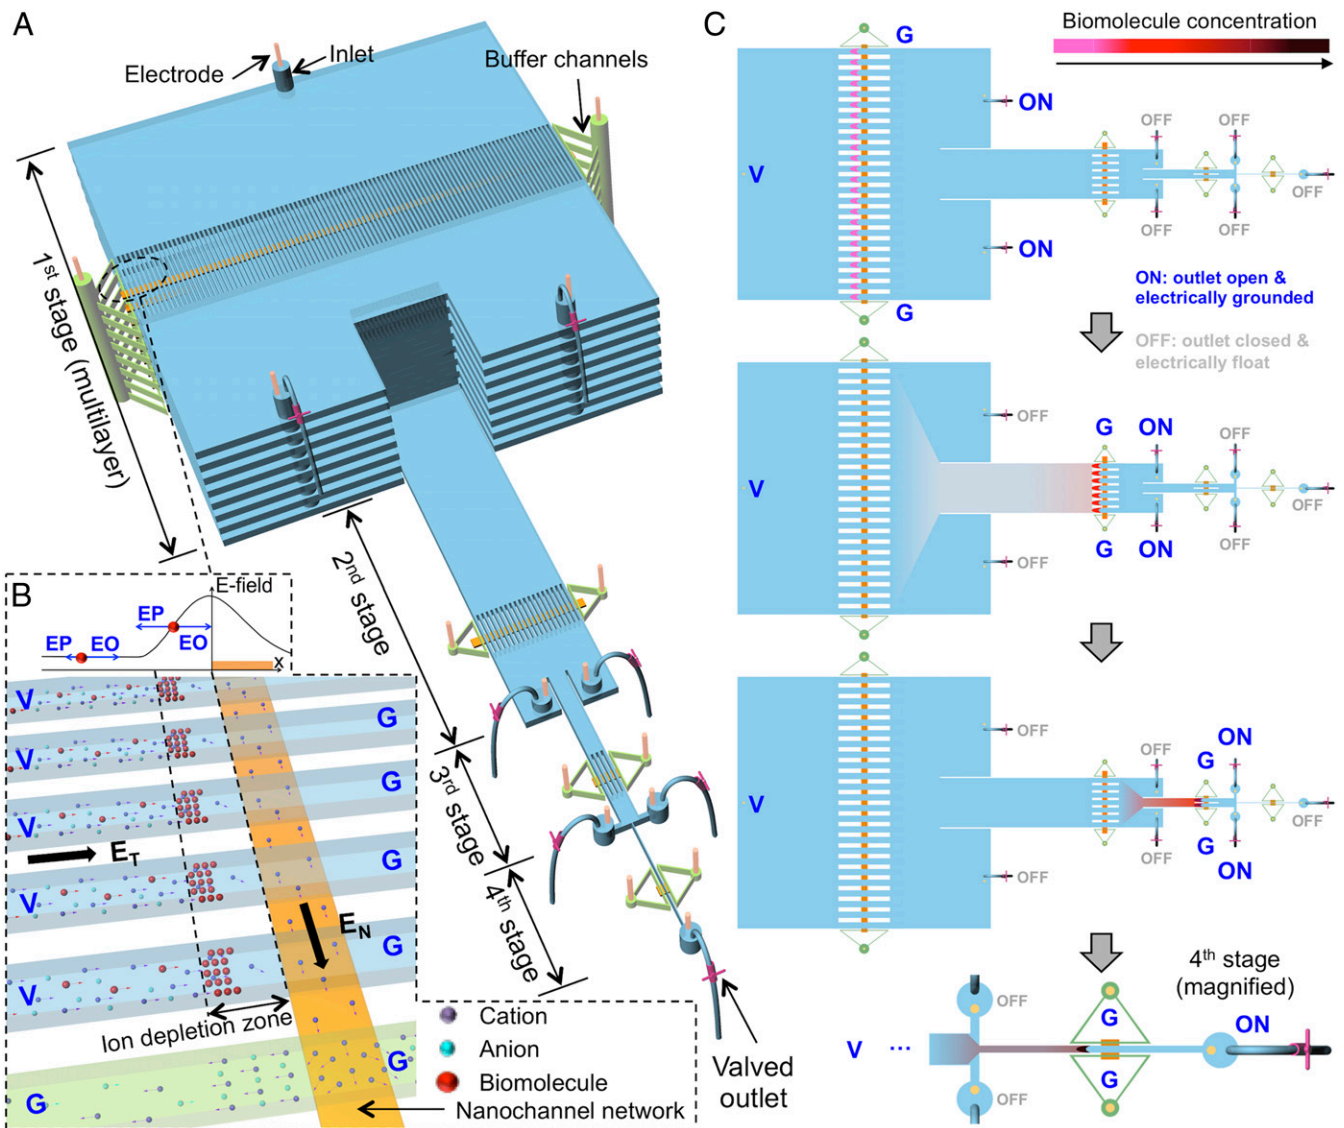 A
Electrode
Inlet
Buffer channels
1st stage (multilayer)
2nd stage
3rd stage
4th stage
Valved
outlet
B
E-field
EP
EO
EP
EO
x
V
V
V
V
V
G
G
G
G
G
ET
EN
Ion depletion zone
G
G
Cation
Anion
Biomolecule
Nanochannel network
C
Biomolecule concentration
G
ON
V
ON
G
OFF
OFF
OFF
OFF
OFF
ON: outlet open &
electrically grounded
OFF: outlet closed &
electrically float
OFF
G
ON
OFF
V
OFF
OFF
G
ON
OFF
OFF
OFF
ON
G
V
OFF
OFF
OFF
G
ON
4th stage
(magnified)
OFF
G
ON
V ...
G
OFF